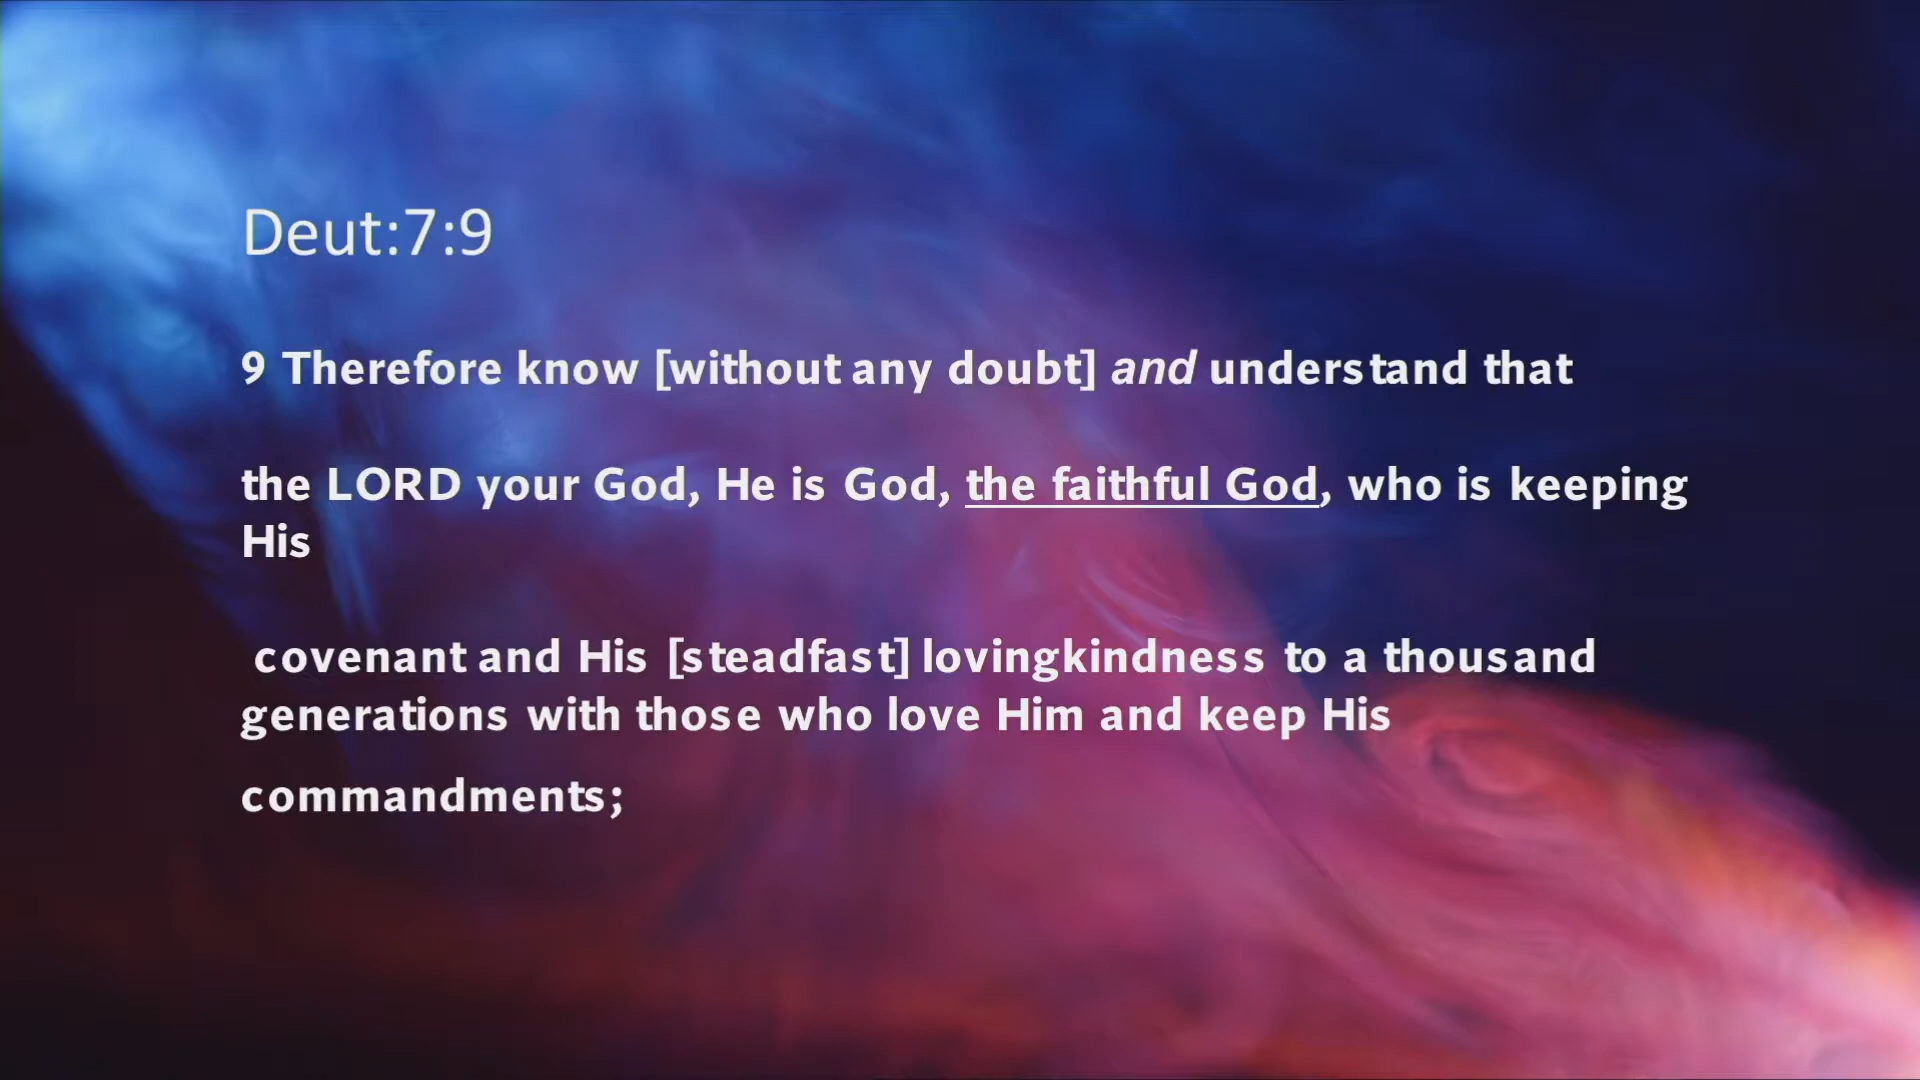 Deut:7:9
9 Therefore know [without any doubt] and understand that
the LORD your God, He is God, the faithful God, who is keeping
His
covenant and His [steadfast] lovingkindness to a thousand
generations with those who love Him and keep His
commandments;